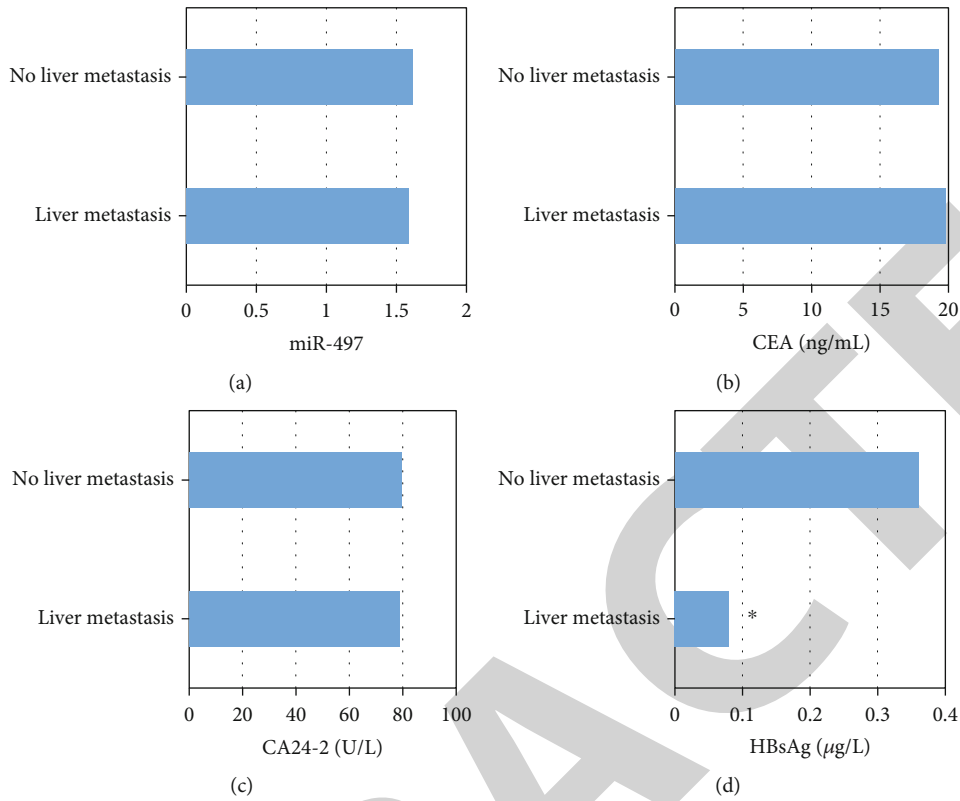 No liver metastasis
Liver metastasis
0 0.5 1 1.5 2
miR-497
(a)
No liver metastasis
Liver metastasis
0 5 10 15 20
CEA (ng/mL)
(b)
No liver metastasis
Liver metastasis
0 20 40 60 80 100
CA24-2 (U/L)
(c)
No liver metastasis
Liver metastasis
*
0 0.1 0.2 0.3 0.4
HBsAg (μg/L)
(d)